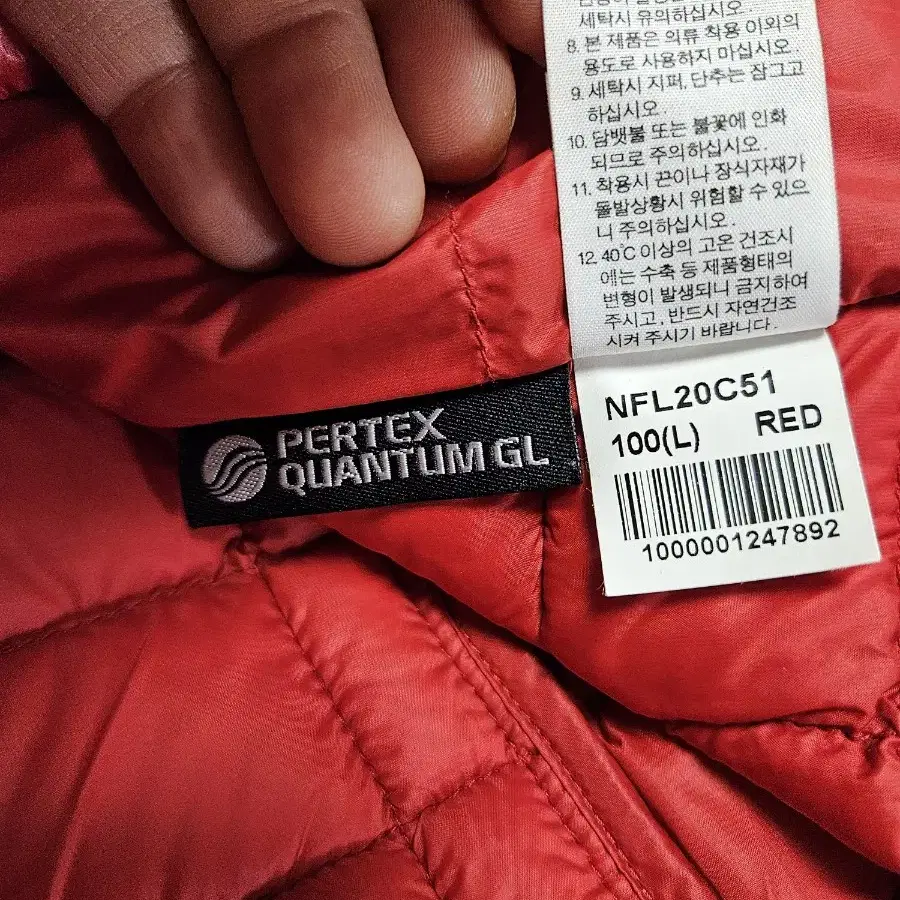 세탁시 유의하십시오.
8. 본 제품은 의류 착용 이외의
용도로 사용하지 마십시오.
9. 세탁시 지퍼, 단추는 잠그고
하십시오.
10. 담뱃불 또는 불꽃에 인화
되므로 주의하십시오.
11. 착용시 끈이나 장식자재가
돌발상황시 위험할 수 있으
니 주의하십시오.
12. 40℃ 이상의 고온 건조시
에는 수축 등 제품형태의
변형이 발생되니 금지하여
주시고, 반드시 자연건조
시켜 주시기 바랍니다.
NFL20C51
100(L) RED
1000001247892
PERTEX
QUANTUM GL